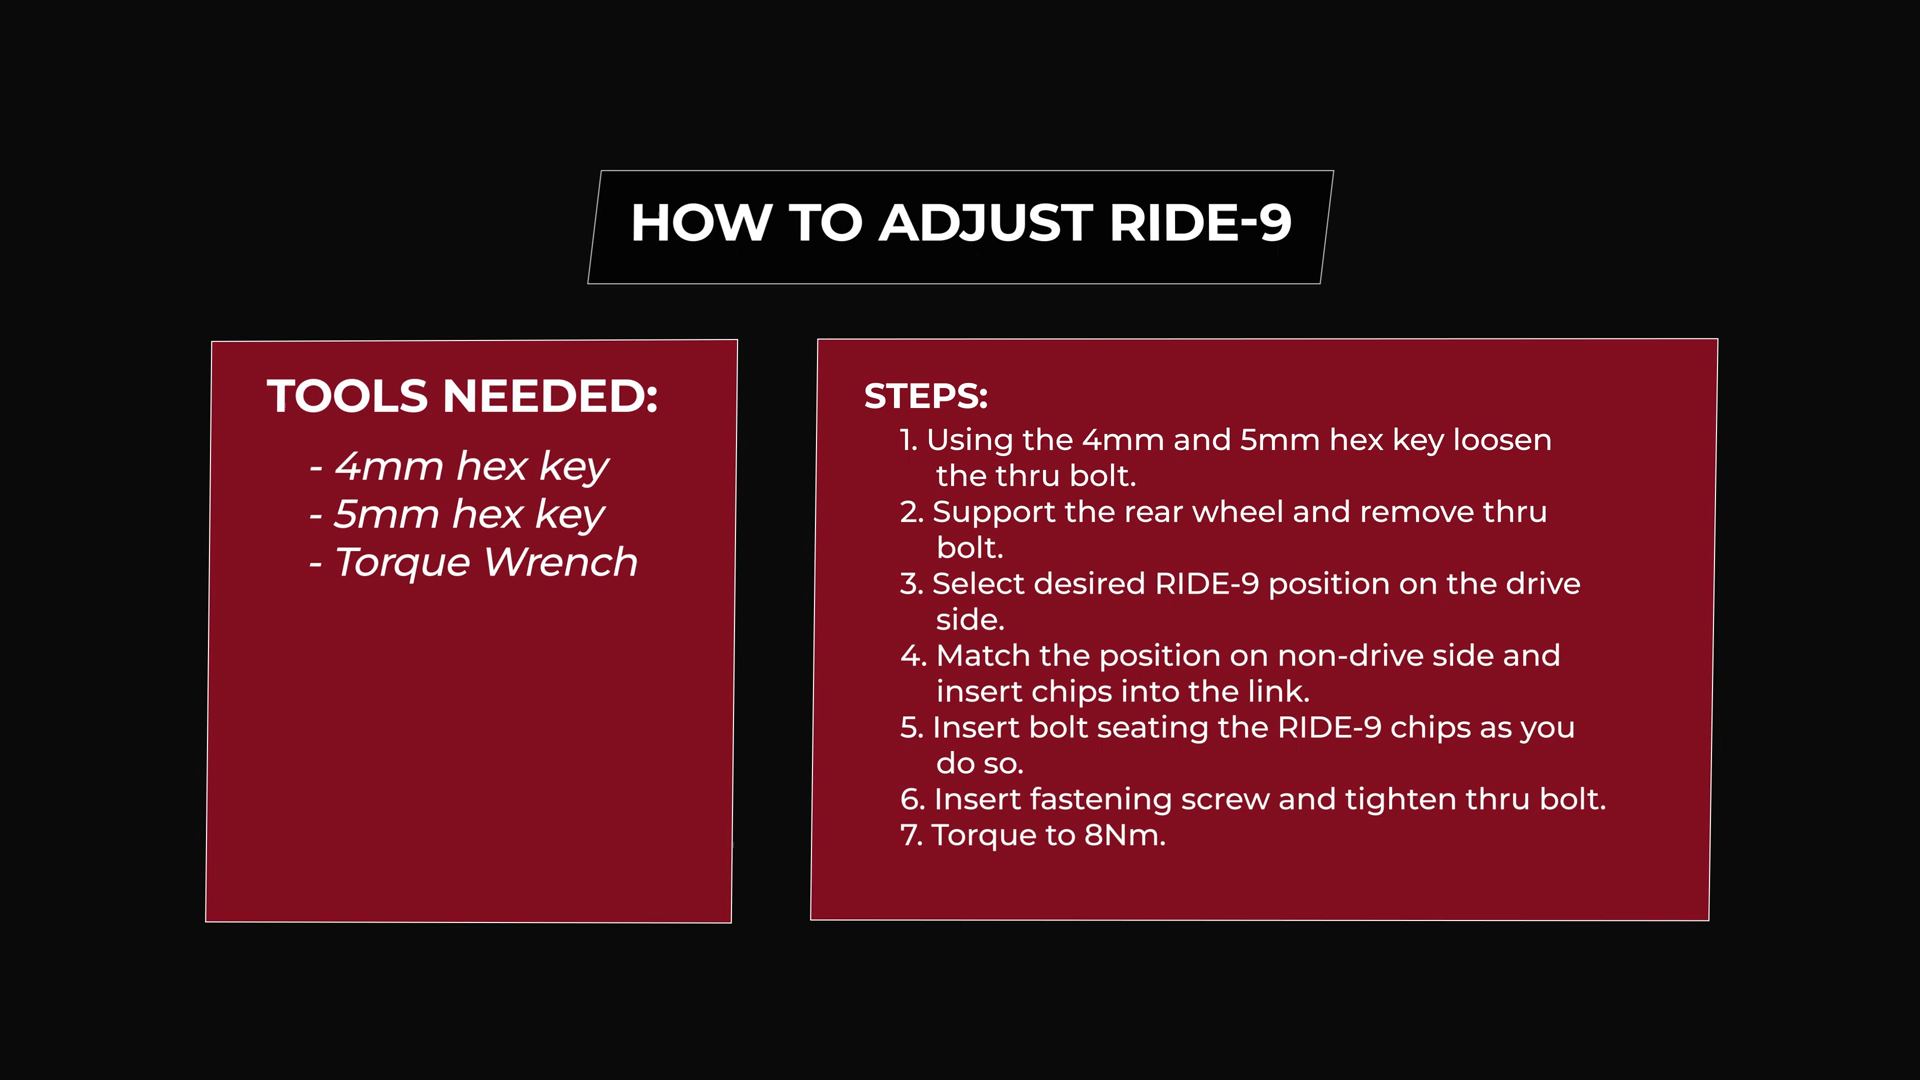 HOW TO ADJUST RIDE-9
TOOLS NEEDED:
- 4mm hex key
- 5mm hex key
- Torque Wrench
STEPS:
1. Using the 4mm and 5mm hex key loosen
the thru bolt.
2. Support the rear wheel and remove thru
bolt.
3. Select desired RIDE-9 position on the drive
side.
4. Match the position on non-drive side and
insert chips into the link.
5. Insert bolt seating the RIDE-9 chips as you
do so.
6. Insert fastening screw and tighten thru bolt.
7. Torque to 8Nm.